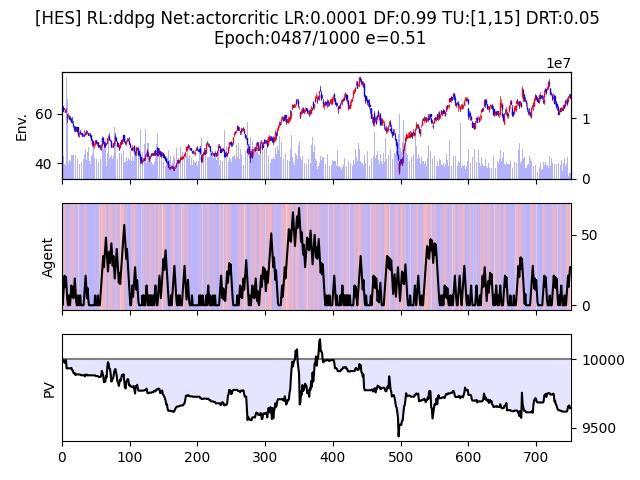 [HES] RL:ddpg Net:actorcritic LR:0.0001 DF:0.99 TU:[1,15] DRT:0.05
Epoch:0487/1000 e=0.51
1e7
Env.
60
40
1
0
Agent
50
0
PV
10000
9500
0 100 200 300 400 500 600 700